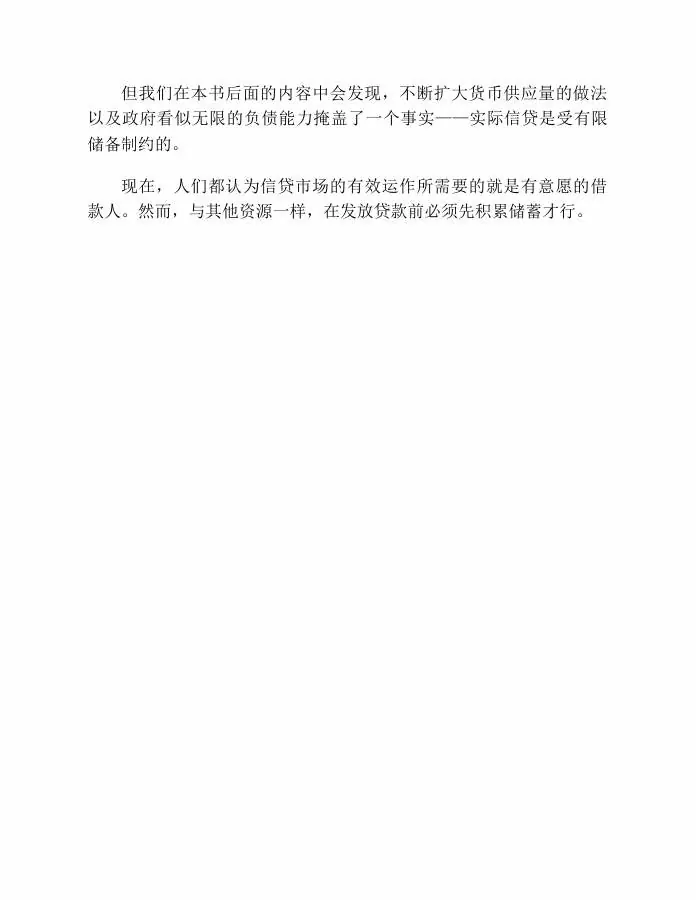 但我们在本书后面的内容中会发现，不断扩大货币供应量的做法
以及政府看似无限的负债能力掩盖了一个事实——实际信贷是受有限
储备制约的。
现在，人们都认为信贷市场的有效运作所需要的就是有意愿的借
款人。然而，与其他资源一样，在发放贷款前必须先积累储蓄才行。